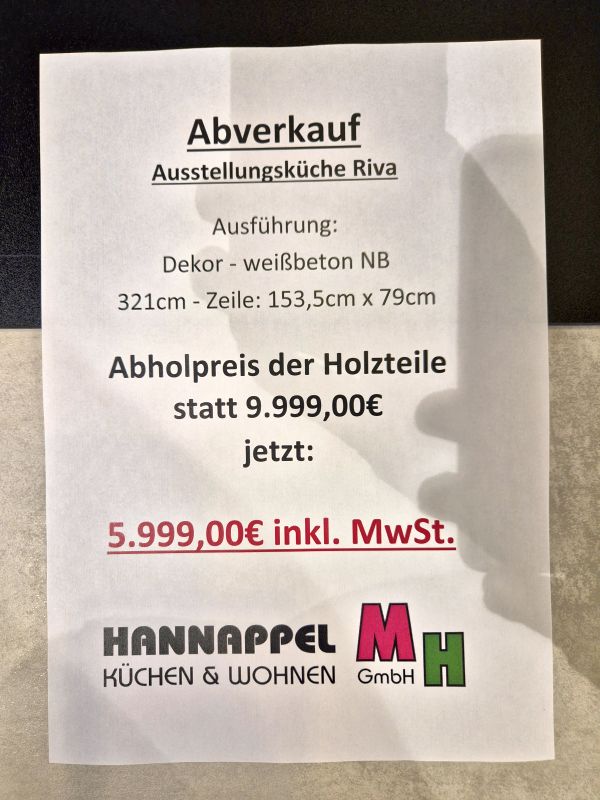 Abverkauf
Ausstellungsküche Riva
Ausführung:
Dekor - weißbeton NB
321cm - Zeile: 153,5cm x 79cm
Abholpreis der Holzteile
statt 9.999,00€
jetzt:
5.999,00€ inkl. MwSt.
HANNAPPEL
KÜCHEN & WOHNEN
MH
GmbH